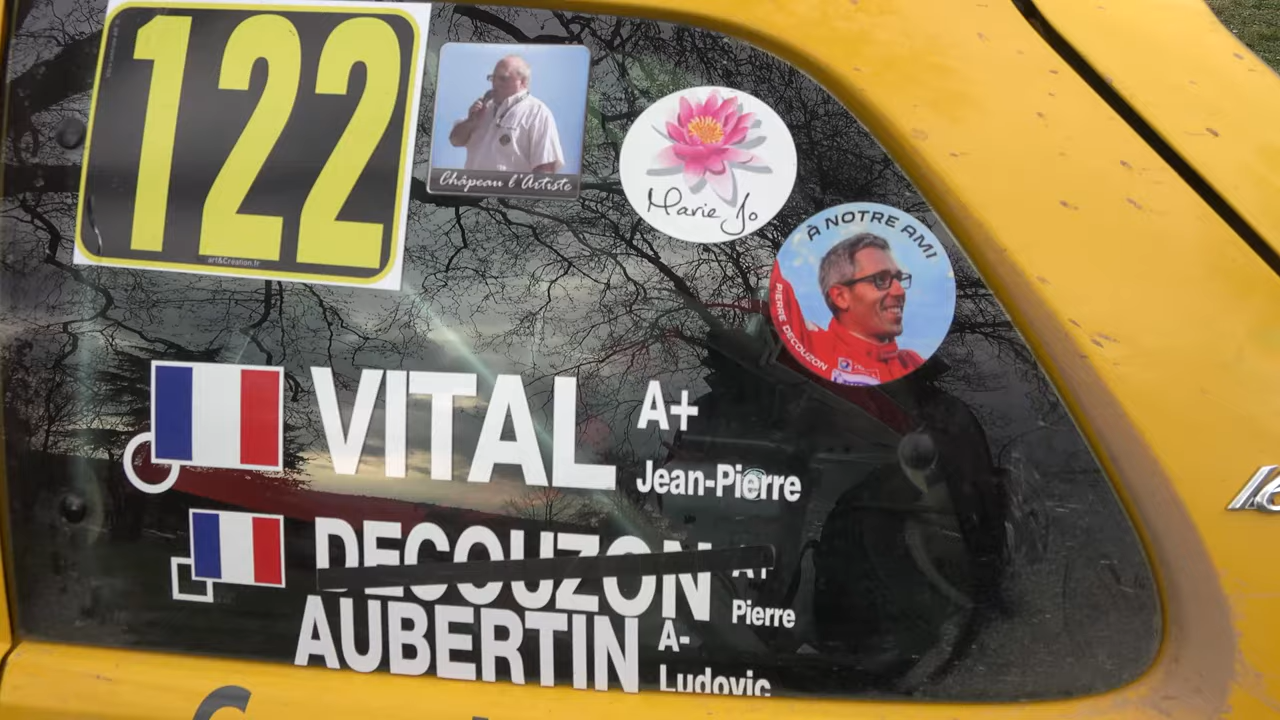 122
art&Création.fr
Châpeau l'Artiste
Marie Jo
À NOTRE AMI
PIERRE DECOUZON
VITAL A+
Jean-Pierre
DECOUZON A+
Pierre
AUBERTIN A-
Ludovic